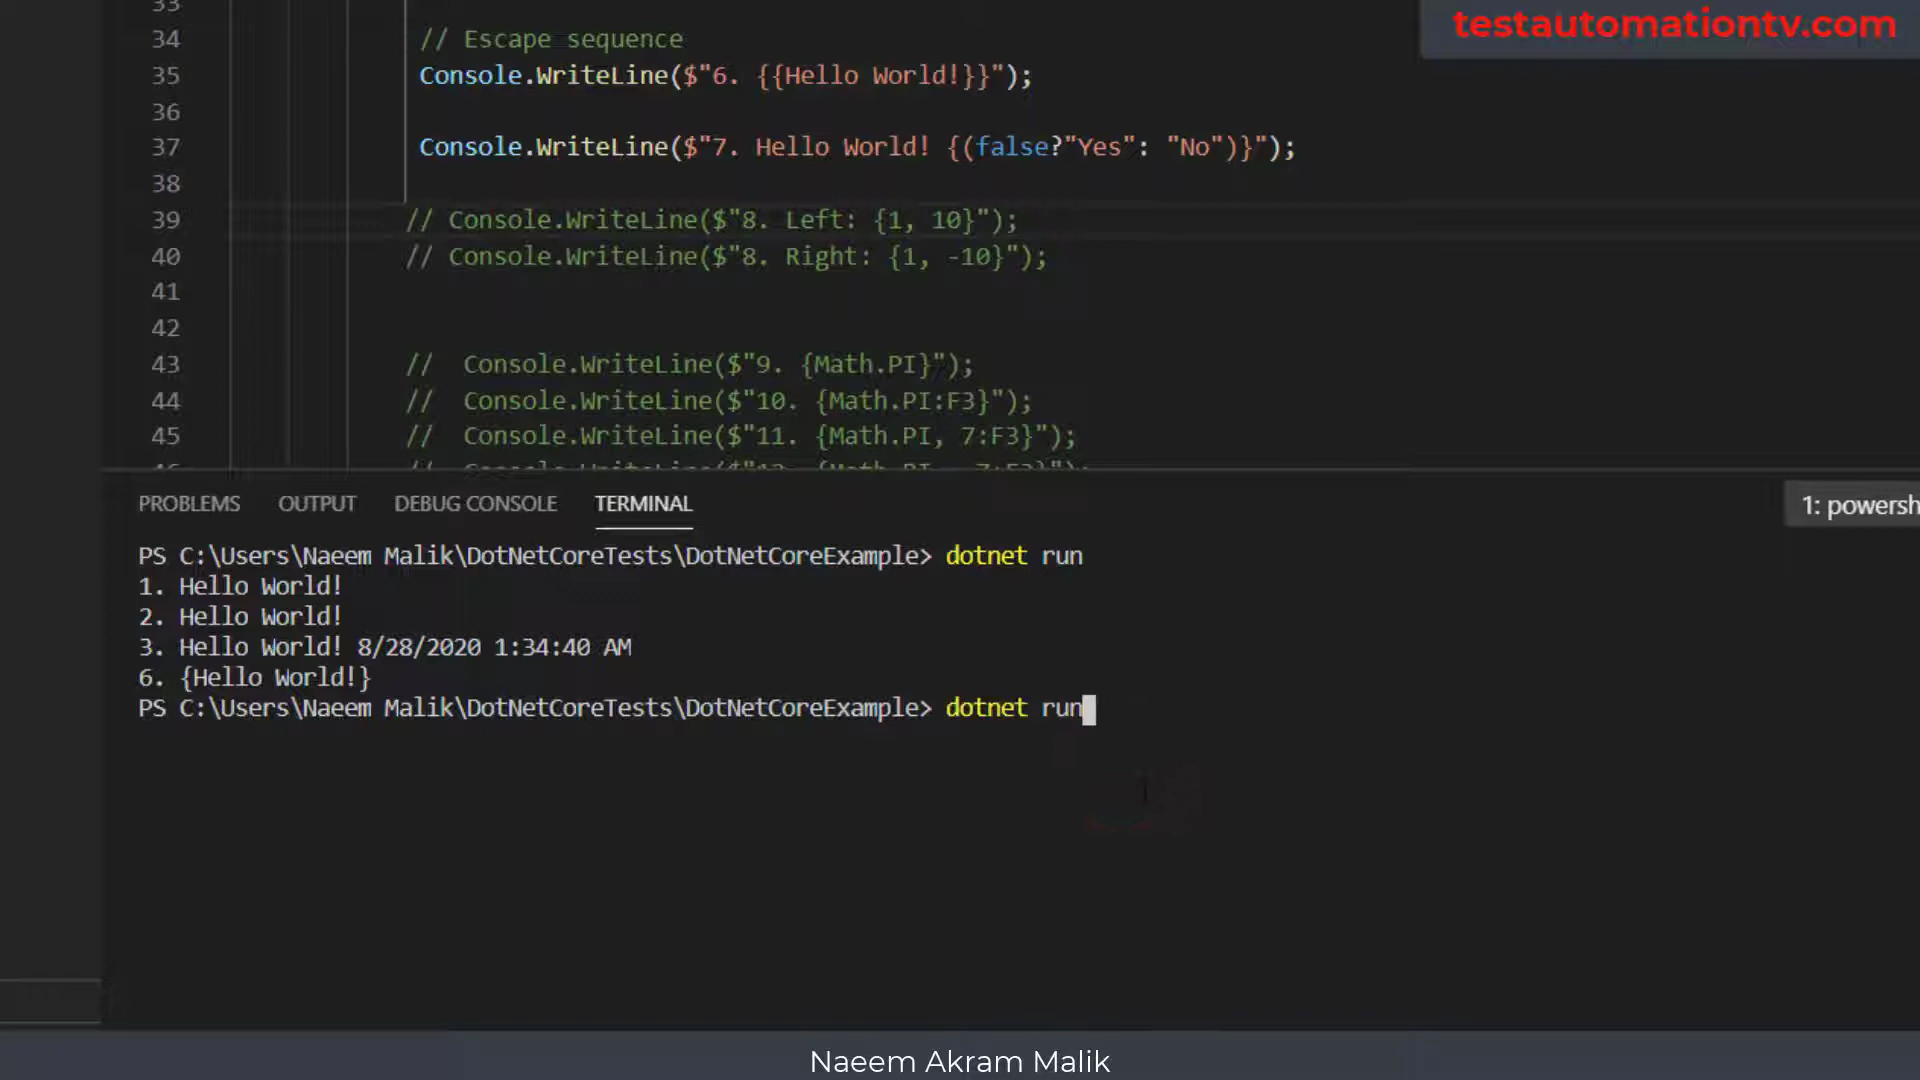 testautomationtv.com
33
34 // Escape sequence
35 Console.WriteLine($"6. {{Hello World!}}");
36
37 Console.WriteLine($"7. Hello World! {(false?"Yes": "No")}");
38
39 // Console.WriteLine($"8. Left: {1, 10}");
40 // Console.WriteLine($"8. Right: {1, -10}");
41
42
43 //  Console.WriteLine($"9. {Math.PI}");
44 //  Console.WriteLine($"10. {Math.PI:F3}");
45 //  Console.WriteLine($"11. {Math.PI, 7:F3}");
PROBLEMS OUTPUT DEBUG CONSOLE TERMINAL 1: powersh
PS C:\Users\Naeem Malik\DotNetCoreTests\DotNetCoreExample> dotnet run
1. Hello World!
2. Hello World!
3. Hello World! 8/28/2020 1:34:40 AM
6. {Hello World!}
PS C:\Users\Naeem Malik\DotNetCoreTests\DotNetCoreExample> dotnet run
Naeem Akram Malik